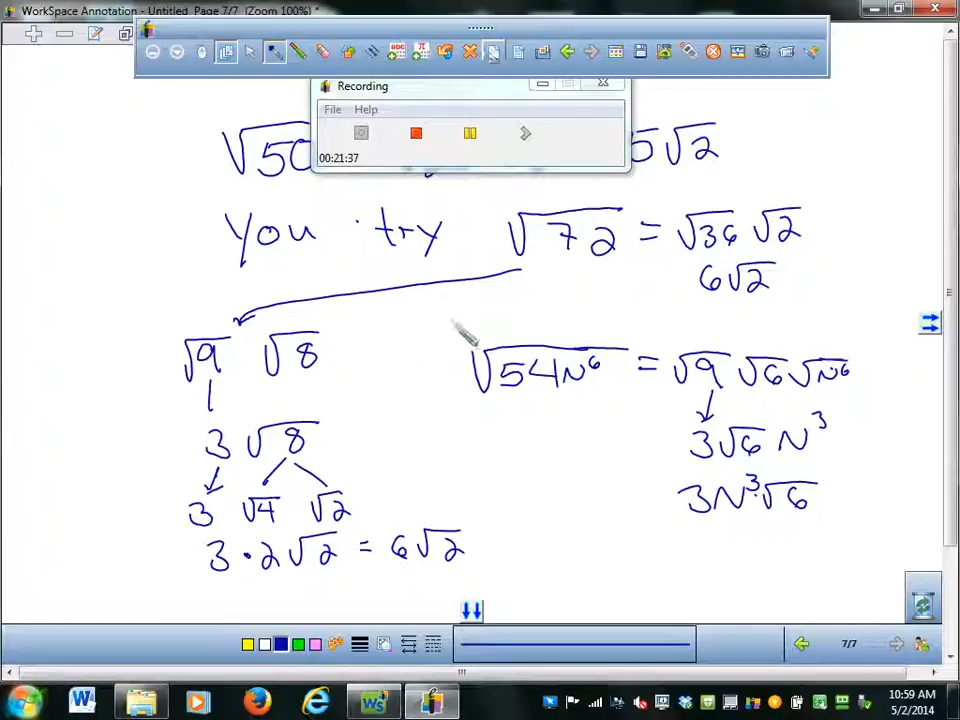 WorkSpace Annotation - Untitled Page 7/7 (Zoom 100%) *
Recording
File Help
00:21:37
√50 5√2
You try √72 = √36 √2
6√2
√9 √8
√54N⁶ = √9 √6 √N⁶
3 √8
3√6 N³
3 √4 √2
3N³√6
3 · 2√2 = 6√2
7/7
10:59 AM
5/2/2014